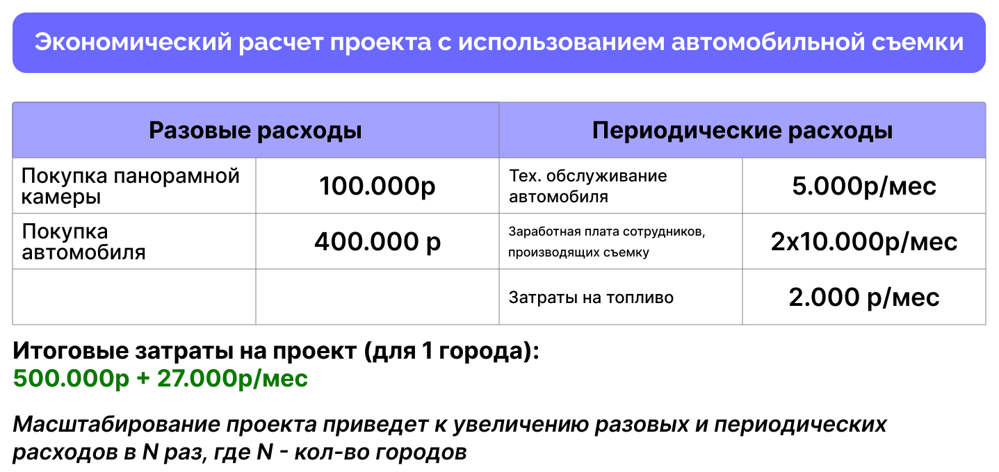 Экономический расчет проекта с использованием автомобильной съемки
Разовые расходы
Периодические расходы
Покупка панорамной
камеры
100.000р
Тех. обслуживание
автомобиля
5.000р/мес
Покупка
автомобиля
400.000 р
Заработная плата сотрудников,
производящих съемку
2х10.000р/мес
Затраты на топливо
2.000 р/мес
Итоговые затраты на проект (для 1 города):
500.000р + 27.000р/мес
Масштабирование проекта приведет к увеличению разовых и периодических
расходов в N раз, где N - кол-во городов